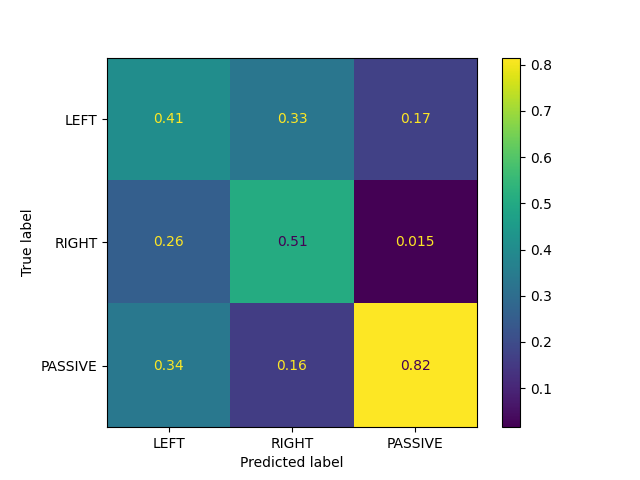 LEFT 0.41 0.33 0.17
RIGHT 0.26 0.51 0.015
PASSIVE 0.34 0.16 0.82
LEFT RIGHT PASSIVE
Predicted label
True label
0.8
0.7
0.6
0.5
0.4
0.3
0.2
0.1